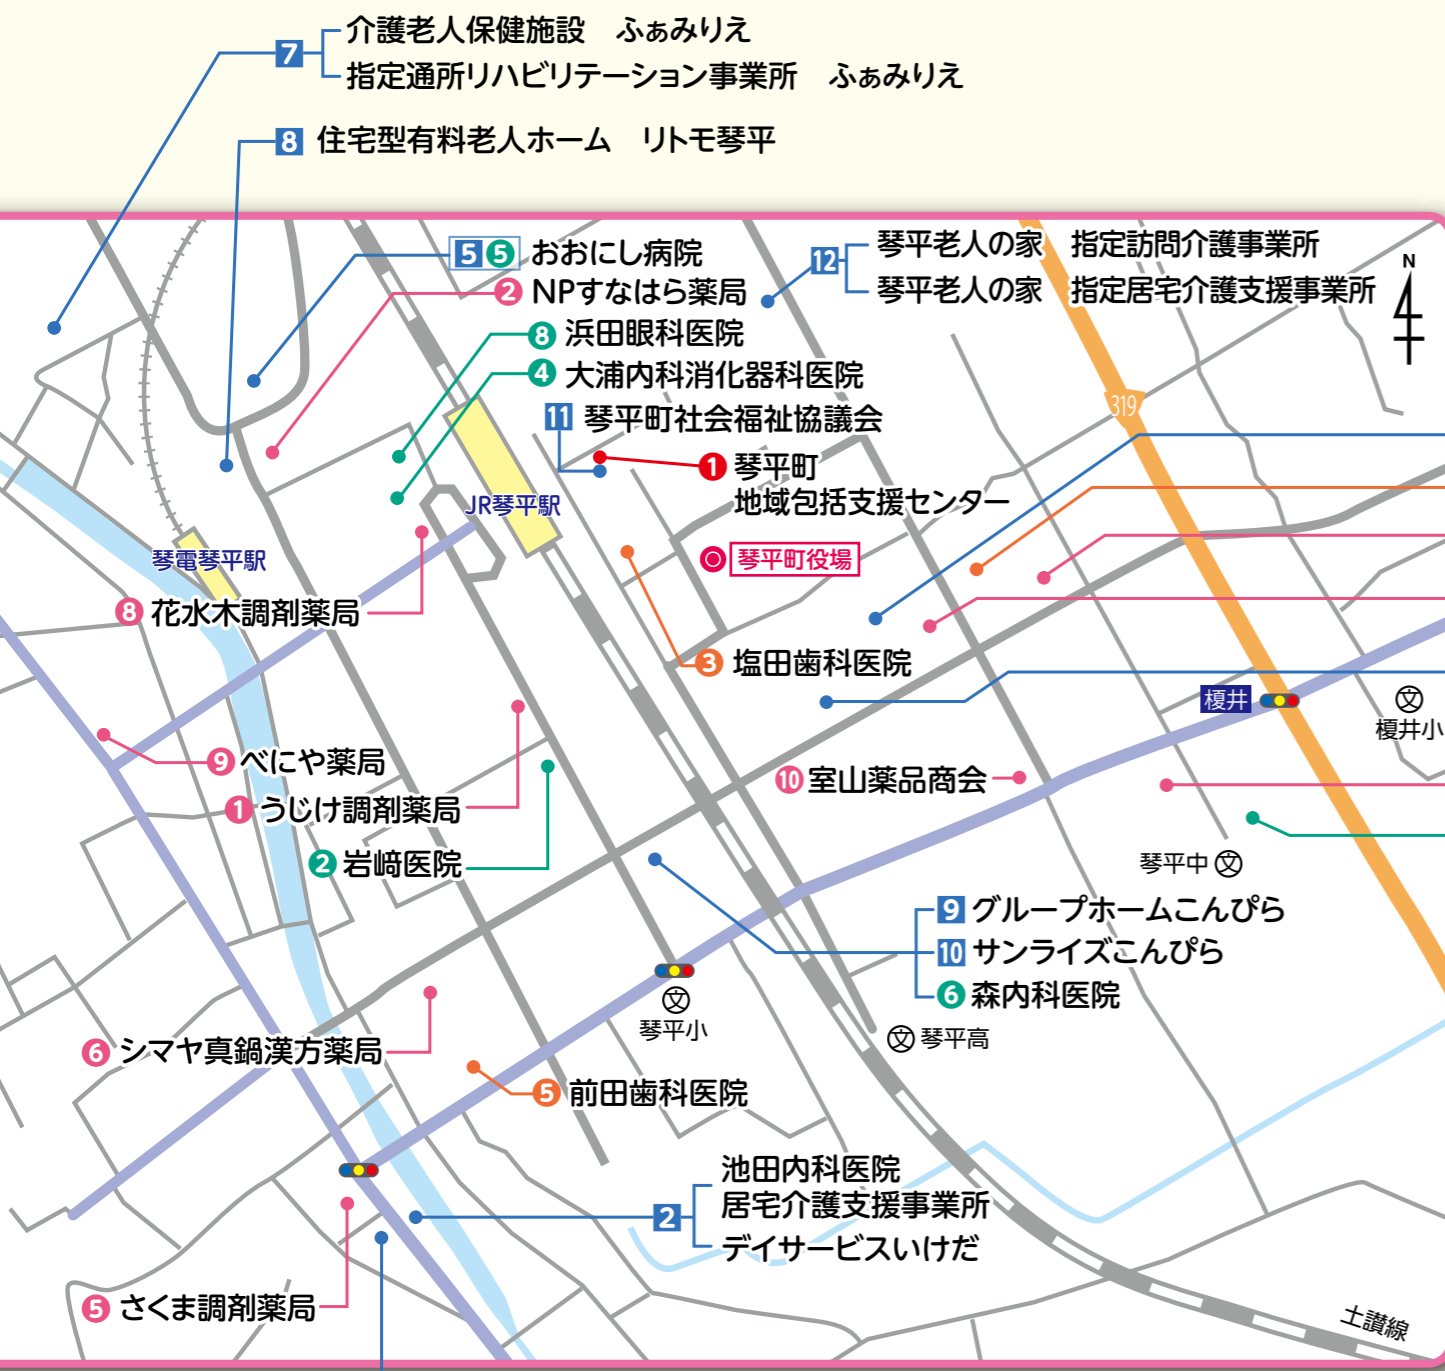 7 介護老人保健施設　ふぁみりえ
指定通所リハビリテーション事業所　ふぁみりえ
8 住宅型有料老人ホーム　リトモ琴平
5 5 おおにし病院
2 NPすなはら薬局
12 琴平老人の家　指定訪問介護事業所
琴平老人の家　指定居宅介護支援事業所
N
8 浜田眼科医院
4 大浦内科消化器科医院
319
11 琴平町社会福祉協議会
1 琴平町
地域包括支援センター
JR琴平駅
琴電琴平駅
琴平町役場
8 花水木調剤薬局
3 塩田歯科医院
榎井
榎井小
9 べにや薬局
10 室山薬品商会
1 うじけ調剤薬局
2 岩﨑医院
琴平中 文
9 グループホームこんぴら
10 サンライズこんぴら
6 森内科医院
文
琴平小
文 琴平高
6 シマヤ真鍋漢方薬局
5 前田歯科医院
2 池田内科医院
居宅介護支援事業所
デイサービスいけだ
5 さくま調剤薬局
土讃線